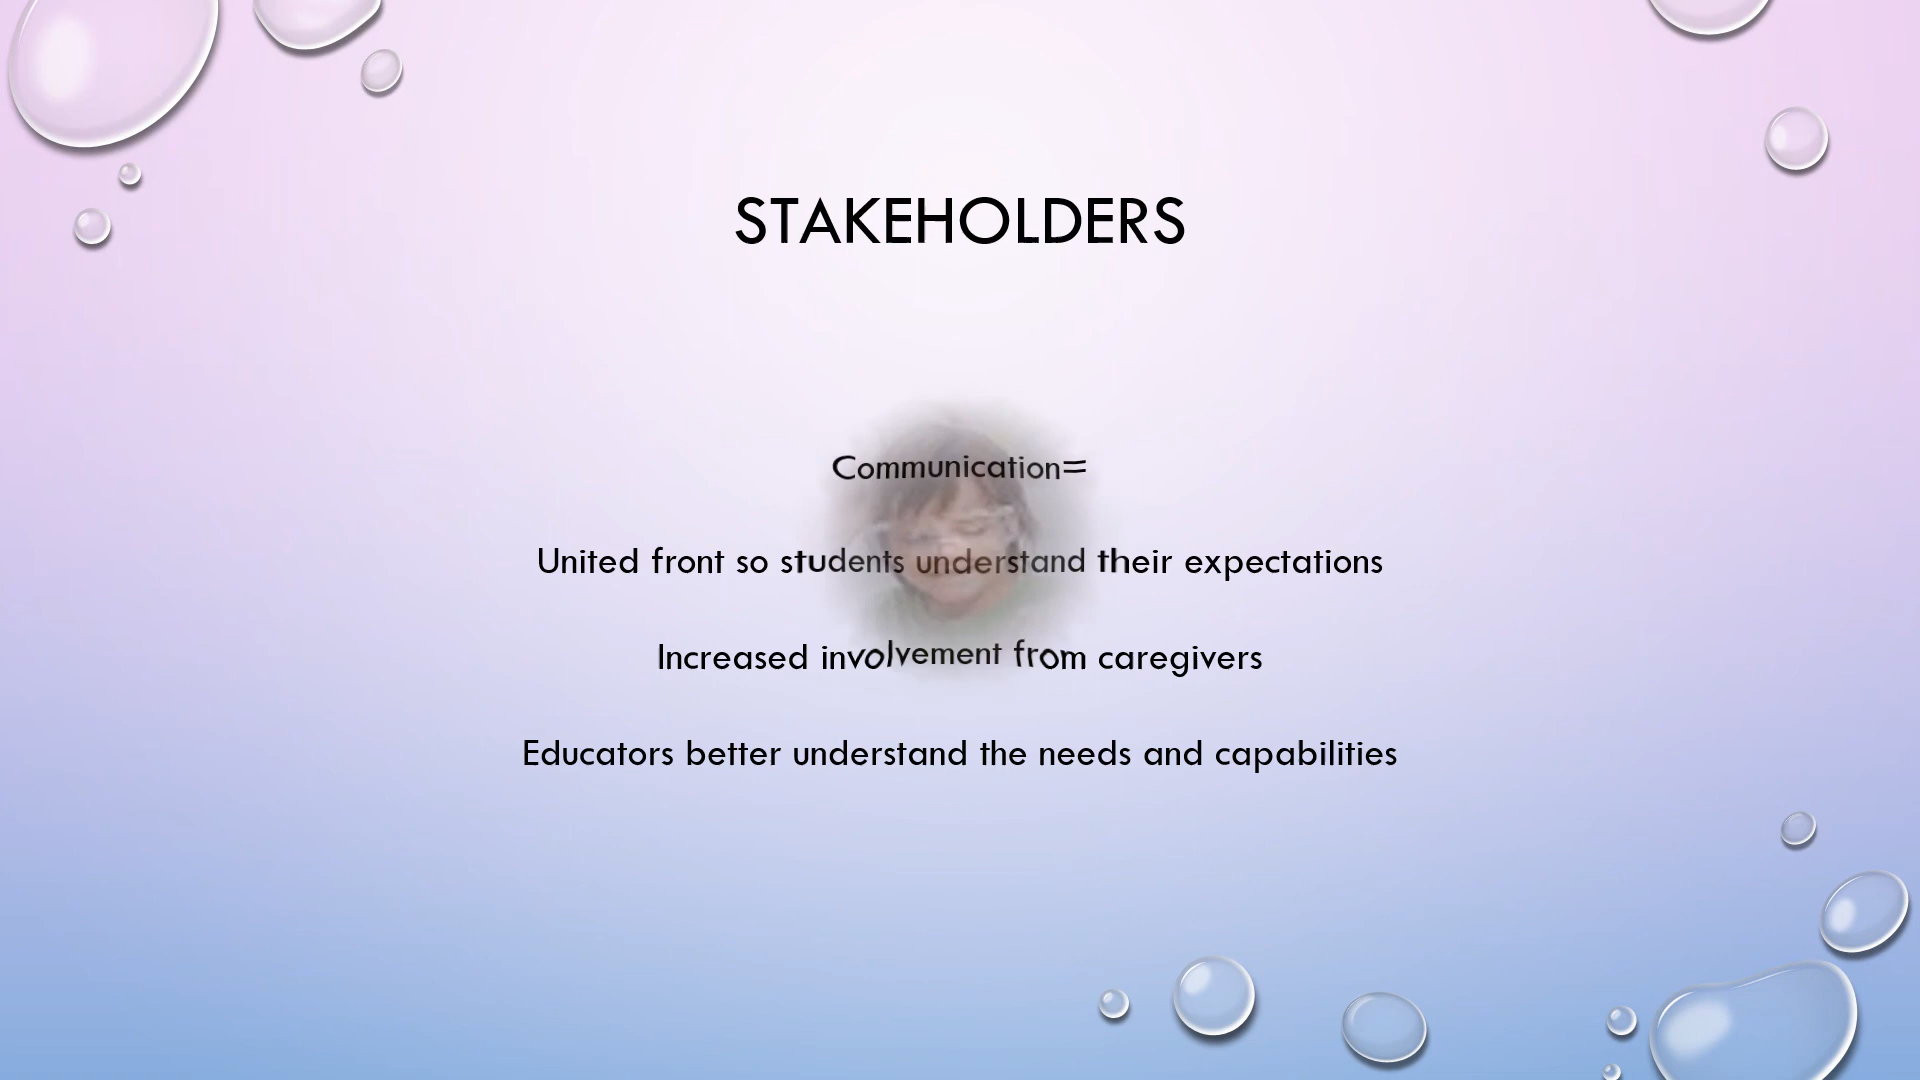 STAKEHOLDERS
Communication=
United front so students understand their expectations
Increased involvement from caregivers
Educators better understand the needs and capabilities